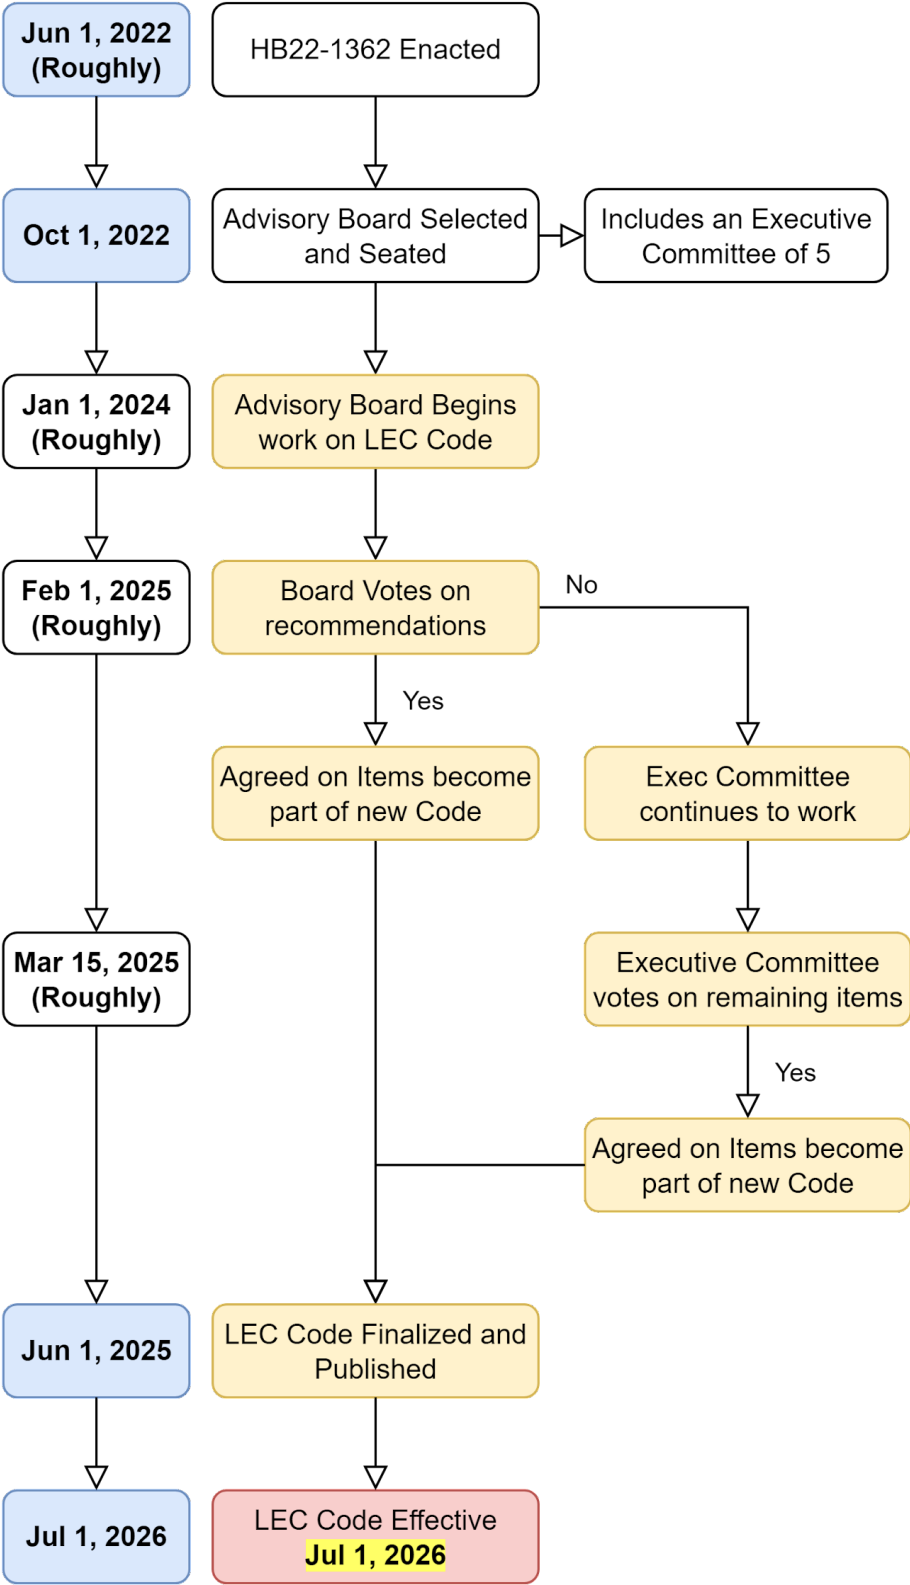 Jun 1, 2022
(Roughly)
HB22-1362 Enacted
Oct 1, 2022
Advisory Board Selected
and Seated
Includes an Executive
Committee of 5
Jan 1, 2024
(Roughly)
Advisory Board Begins
work on LEC Code
Feb 1, 2025
(Roughly)
Board Votes on
recommendations
No
Yes
Agreed on Items become
part of new Code
Exec Committee
continues to work
Mar 15, 2025
(Roughly)
Executive Committee
votes on remaining items
Yes
Agreed on Items become
part of new Code
Jun 1, 2025
LEC Code Finalized and
Published
Jul 1, 2026
LEC Code Effective
Jul 1, 2026